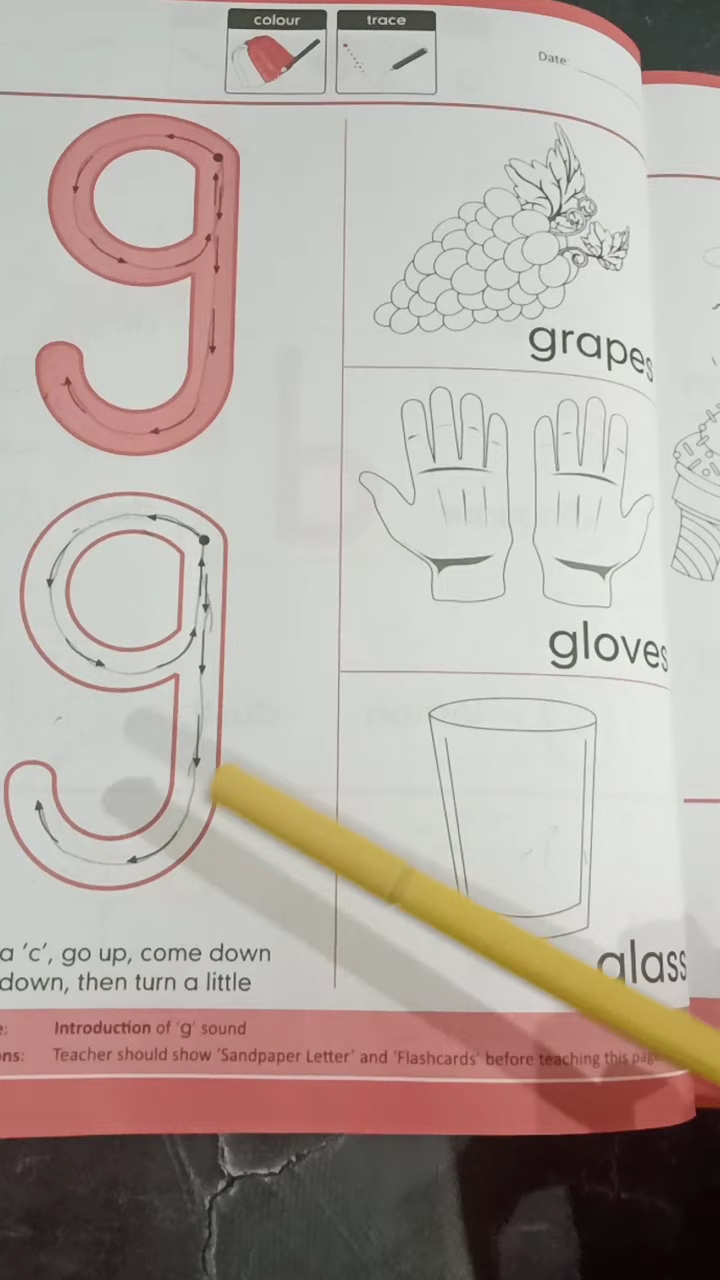 colour
trace
Date:
g
grapes
g
gloves
glass
a 'c', go up, come down
down, then turn a little
Introduction of 'g' sound
Teacher should show 'Sandpaper Letter' and 'Flashcards' before teaching this page